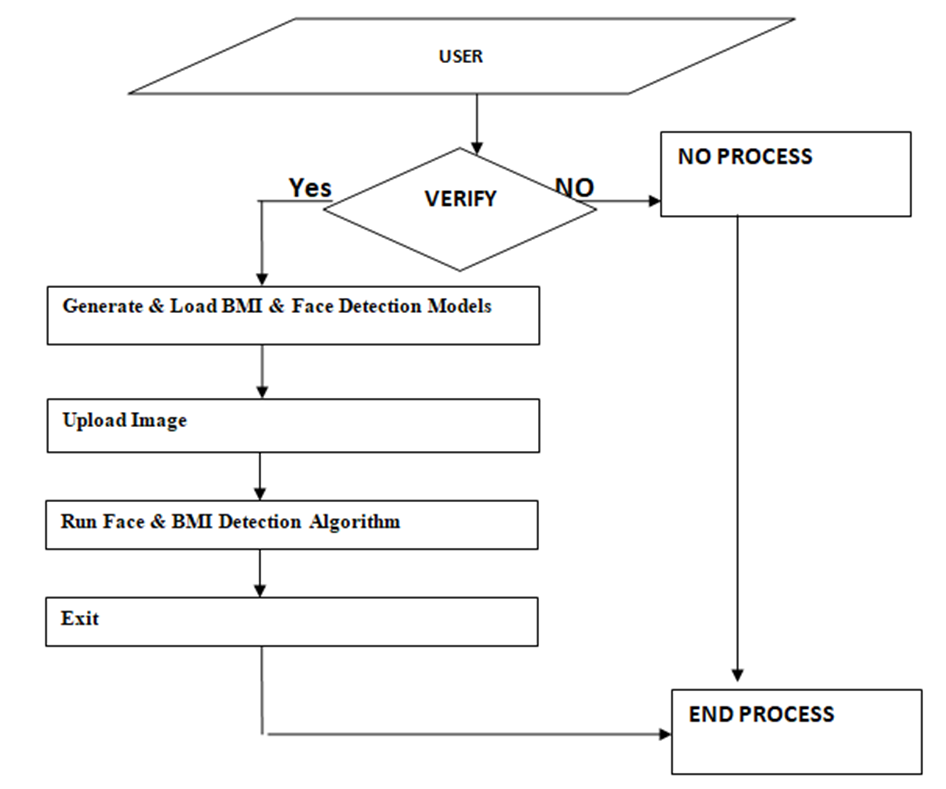 USER
VERIFY
Yes
NO
NO PROCESS
Generate & Load BMI & Face Detection Models
Upload Image
Run Face & BMI Detection Algorithm
Exit
END PROCESS